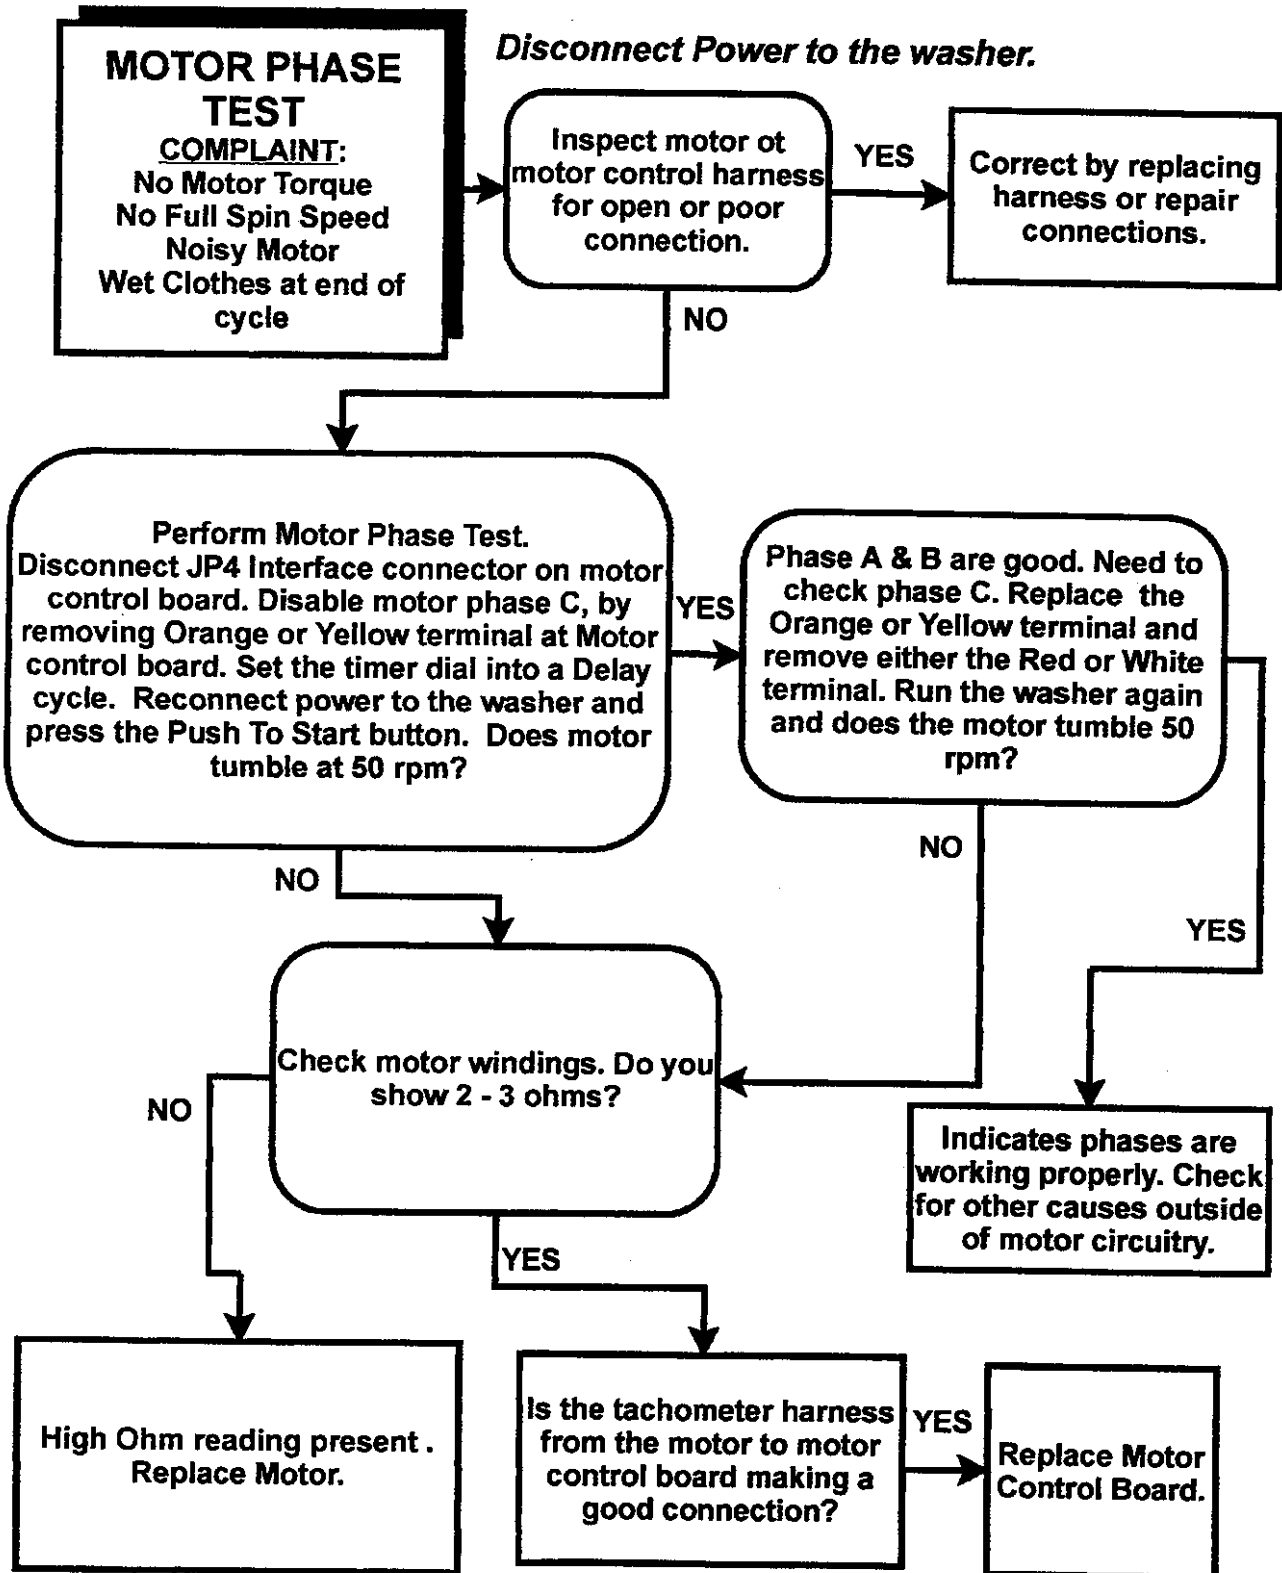 MOTOR PHASE
TEST
COMPLAINT:
No Motor Torque
No Full Spin Speed
Noisy Motor
Wet Clothes at end of
cycle
Disconnect Power to the washer.
Inspect motor ot
motor control harness
for open or poor
connection.
YES
Correct by replacing
harness or repair
connections.
NO
Perform Motor Phase Test.
Disconnect JP4 Interface connector on motor
control board. Disable motor phase C, by
removing Orange or Yellow terminal at Motor
control board. Set the timer dial into a Delay
cycle. Reconnect power to the washer and
press the Push To Start button. Does motor
tumble at 50 rpm?
YES
Phase A & B are good. Need to
check phase C. Replace the
Orange or Yellow terminal and
remove either the Red or White
terminal. Run the washer again
and does the motor tumble 50
rpm?
NO
NO
YES
Check motor windings. Do you
show 2 - 3 ohms?
NO
YES
Indicates phases are
working properly. Check
for other causes outside
of motor circuitry.
High Ohm reading present .
Replace Motor.
Is the tachometer harness
from the motor to motor
control board making a
good connection?
YES
Replace Motor
Control Board.